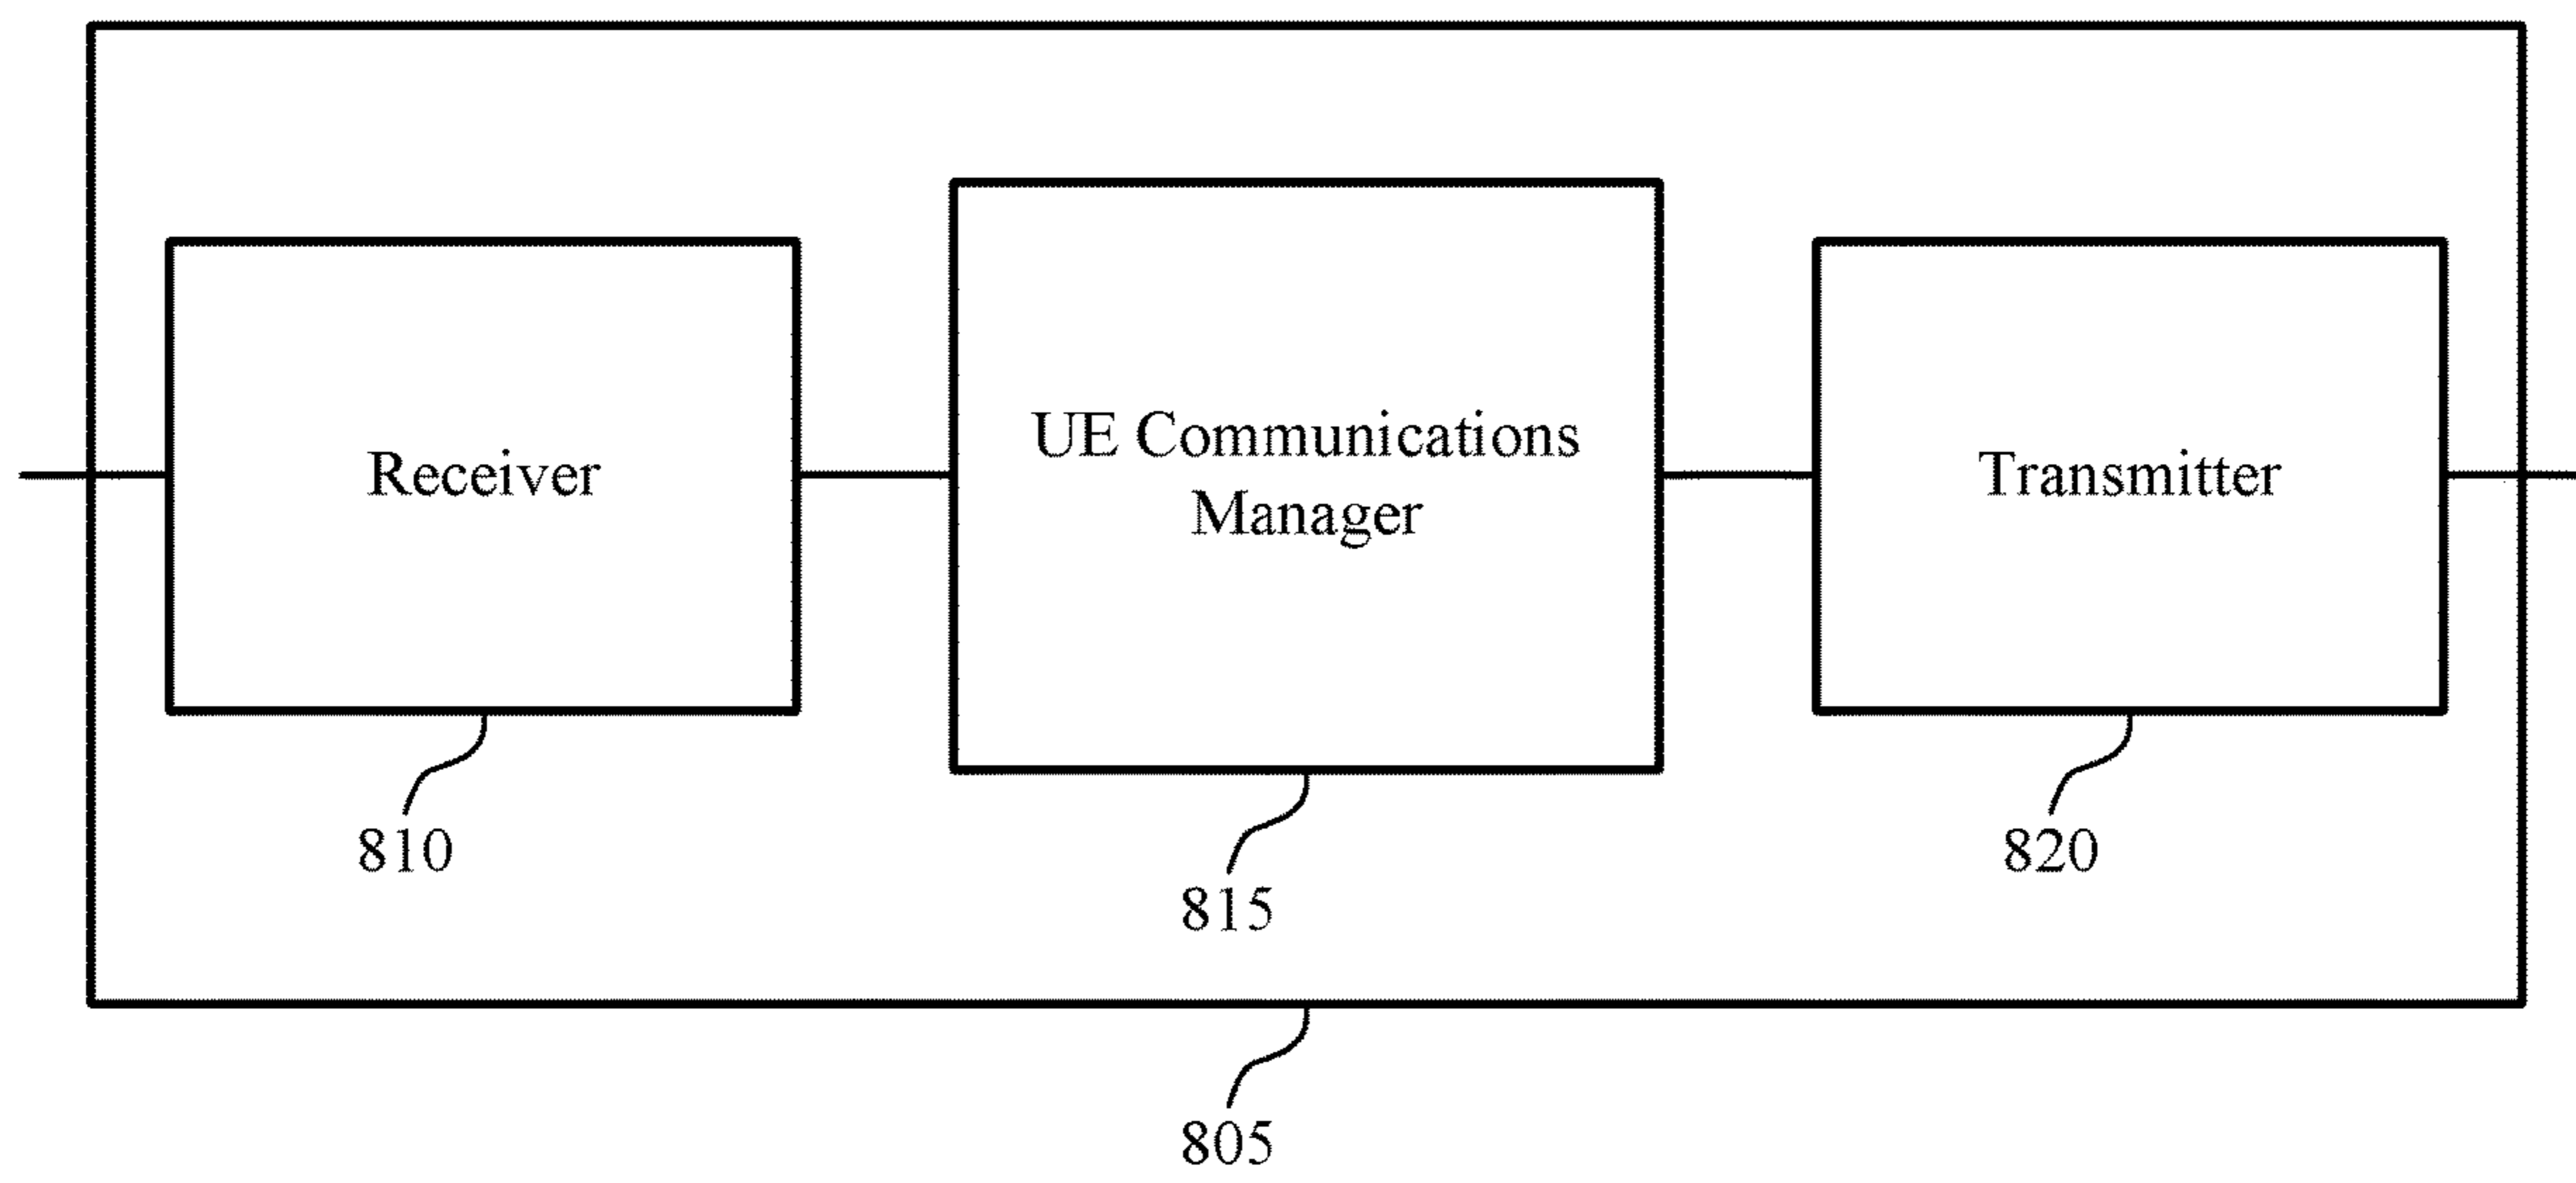 Receiver
UE Communications
Manager
Transmitter
810
815
820
805